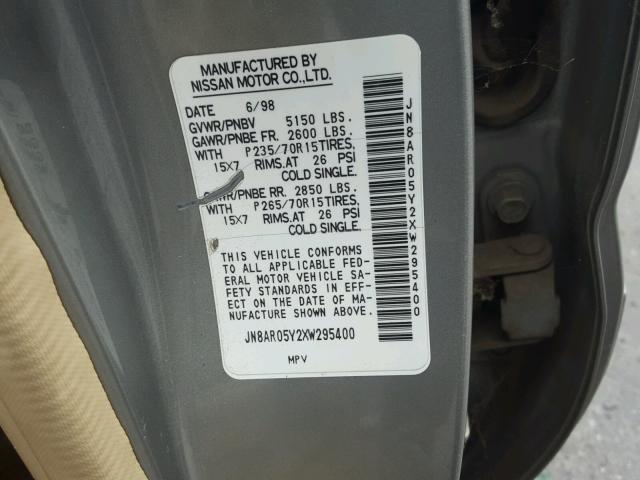 MANUFACTURED BY
NISSAN MOTOR CO.,LTD.
DATE 6/98
GVWR/PNBV 5150 LBS.
GAWR/PNBE FR. 2600 LBS.
WITH P235/70R15TIRES,
15X7 RIMS.AT 26 PSI
COLD SINGLE.
GAWR/PNBE RR. 2850 LBS.
WITH P265/70R15TIRES,
15X7 RIMS.AT 26 PSI
COLD SINGLE.
THIS VEHICLE CONFORMS
TO ALL APPLICABLE FED-
ERAL MOTOR VEHICLE SA-
FETY STANDARDS IN EFF-
ECT ON THE DATE OF MA-
NUFACTURE SHOWN ABOVE.
JN8AR05Y2XW295400
MPV
JN8AR05Y2XW295400